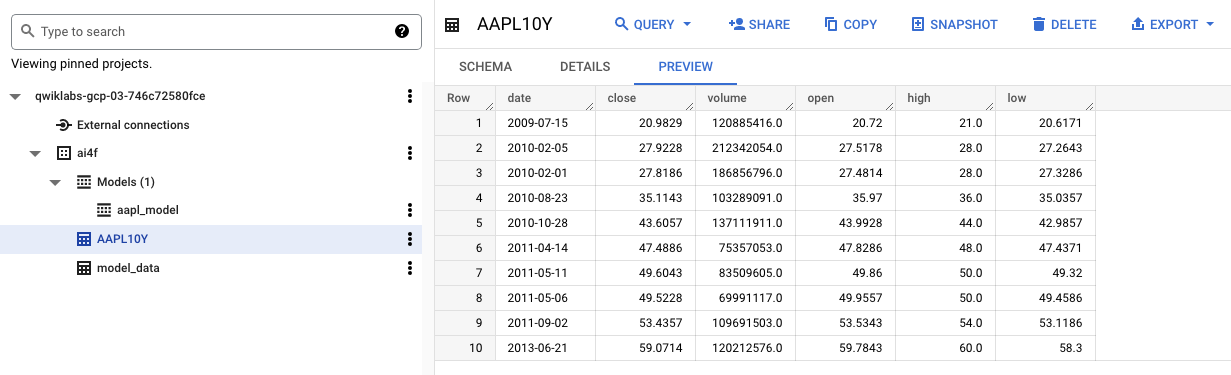 Type to search
Viewing pinned projects.
qwiklabs-gcp-03-746c72580fce
External connections
ai4f
Models (1)
aapl_model
AAPL10Y
model_data
AAPL10Y QUERY SHARE COPY SNAPSHOT DELETE EXPORT
SCHEMA DETAILS PREVIEW
Row date close volume open high low
1 2009-07-15 20.9829 120885416.0 20.72 21.0 20.6171
2 2010-02-05 27.9228 212342054.0 27.5178 28.0 27.2643
3 2010-02-01 27.8186 186856796.0 27.4814 28.0 27.3286
4 2010-08-23 35.1143 103289091.0 35.97 36.0 35.0357
5 2010-10-28 43.6057 137111911.0 43.9928 44.0 42.9857
6 2011-04-14 47.4886 75357053.0 47.8286 48.0 47.4371
7 2011-05-11 49.6043 83509605.0 49.86 50.0 49.32
8 2011-05-06 49.5228 69991117.0 49.9557 50.0 49.4586
9 2011-09-02 53.4357 109691503.0 53.5343 54.0 53.1186
10 2013-06-21 59.0714 120212576.0 59.7843 60.0 58.3